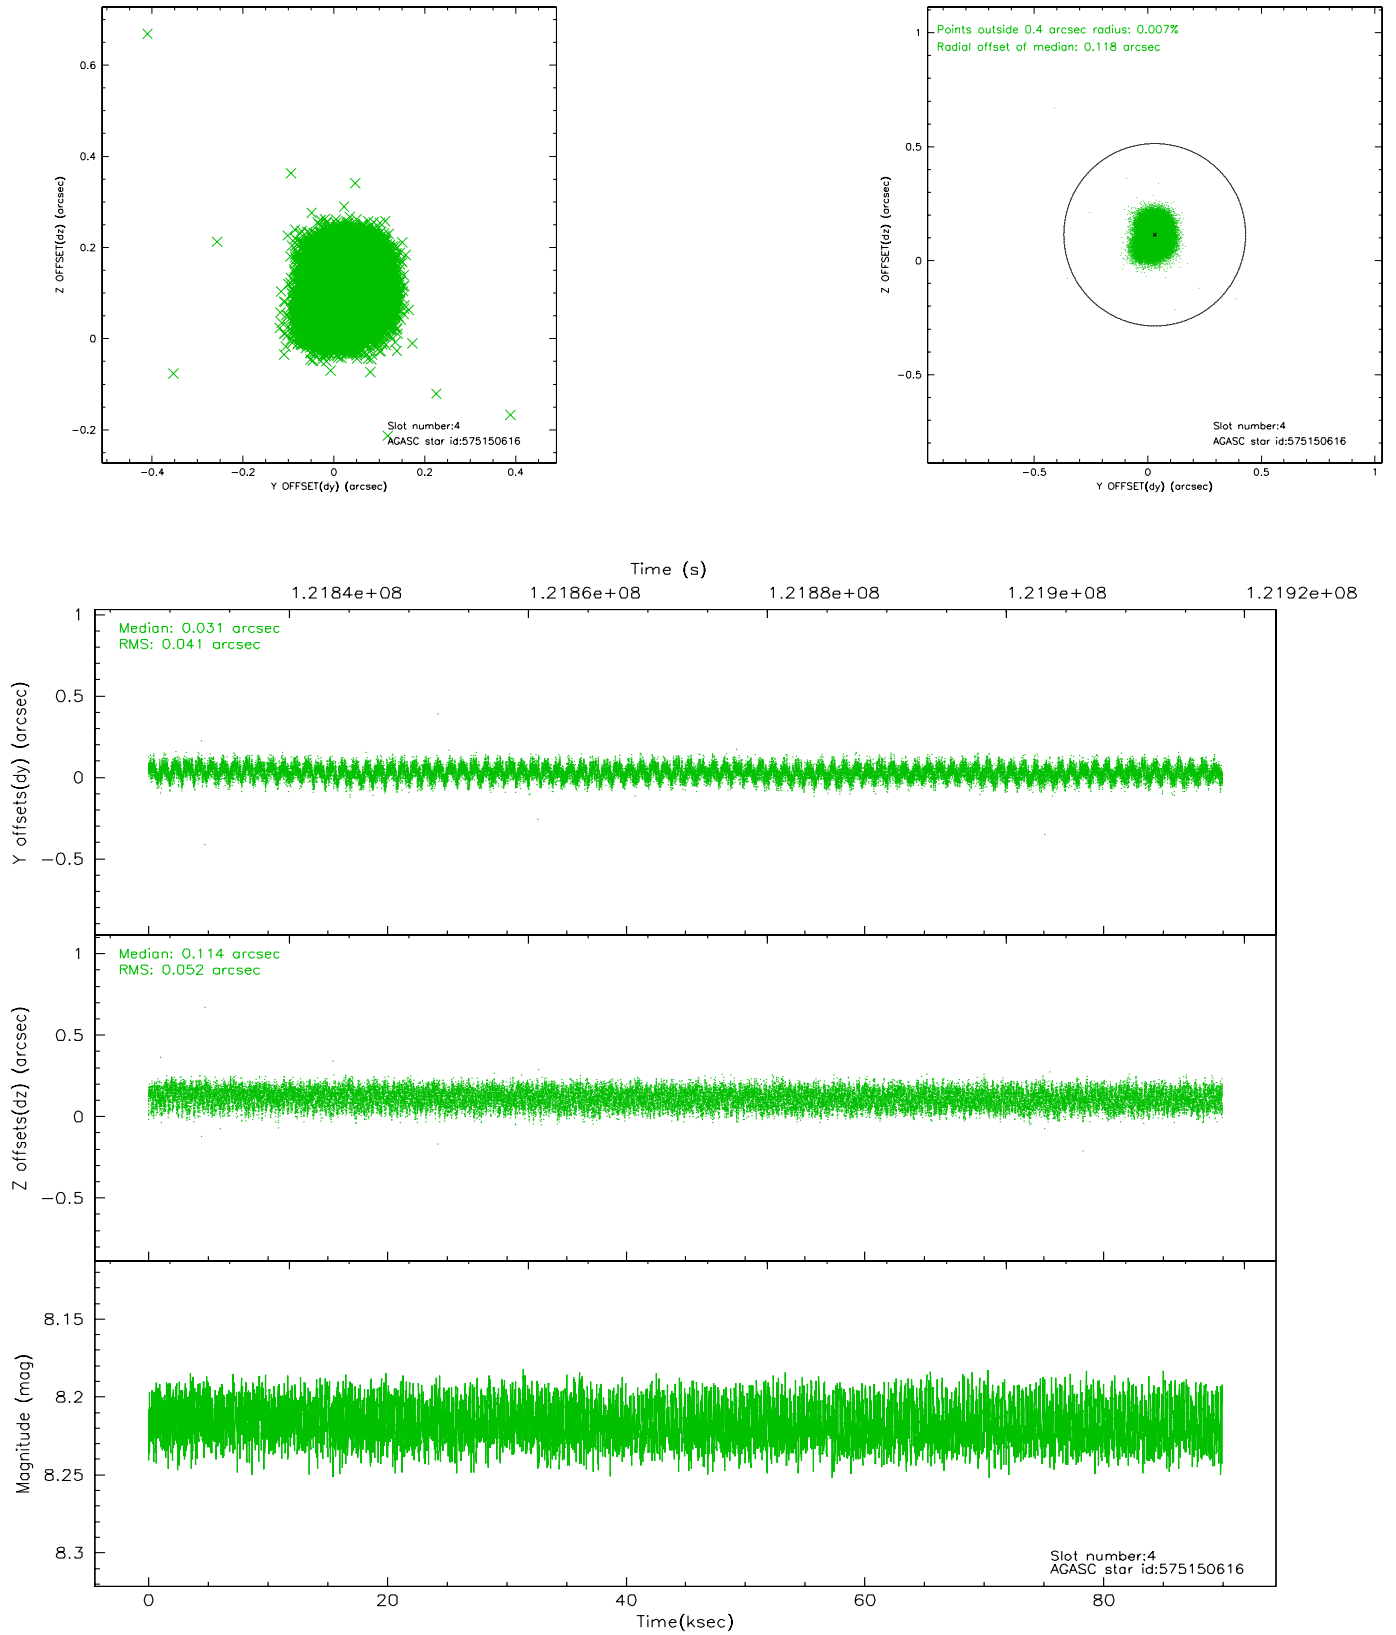 0.6
0.4
0.2
0
-0.2
Z OFFSET(dz) (arcsec)
Slot number:4
AGASC star id:575150616
-0.4 -0.2 0 0.2 0.4
Y OFFSET(dy) (arcsec)
Points outside 0.4 arcsec radius: 0.007%
Radial offset of median: 0.118 arcsec
1
0.5
0
-0.5
Z OFFSET(dz) (arcsec)
Slot number:4
AGASC star id:575150616
-0.5 0 0.5 1
Y OFFSET(dy) (arcsec)
Time (s)
1.2184e+08 1.2186e+08 1.2188e+08 1.219e+08 1.2192e+08
Median: 0.031 arcsec
RMS: 0.041 arcsec
1
0.5
0
-0.5
Y offsets(dy) (arcsec)
Median: 0.114 arcsec
RMS: 0.052 arcsec
1
0.5
0
-0.5
Z offsets(dz) (arcsec)
8.15
8.2
8.25
8.3
Magnitude (mag)
Slot number:4
AGASC star id:575150616
0 20 40 60 80
Time(ksec)